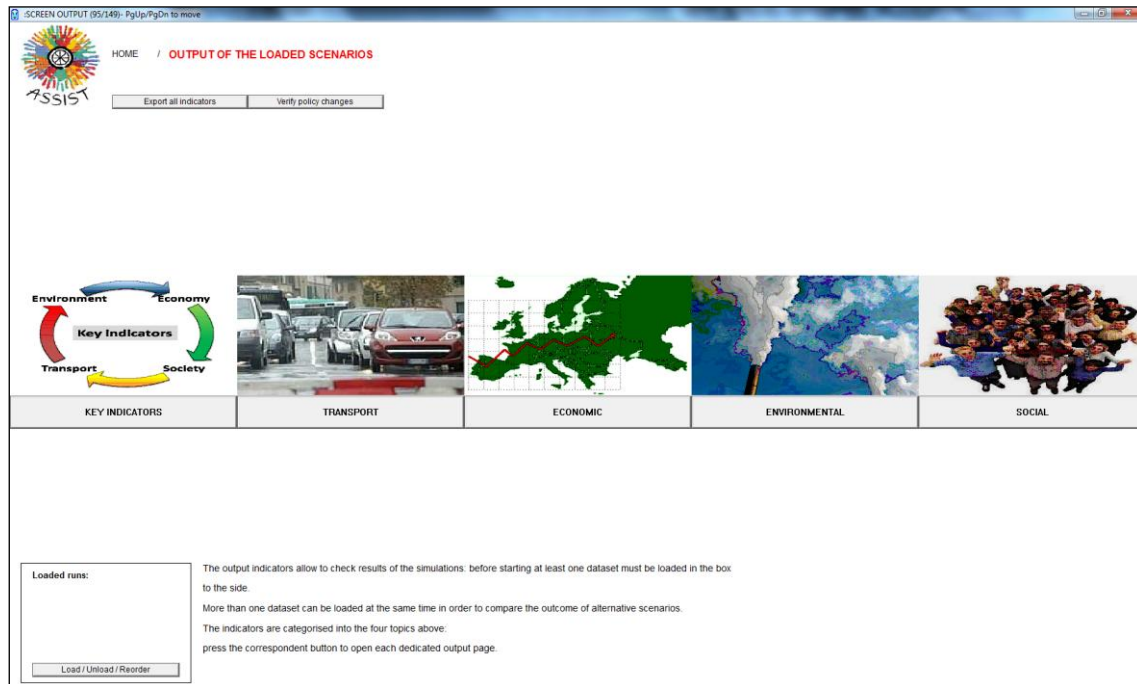 :SCREEN OUTPUT (95/149)- PgUp/PgDn to move
ASSIST
HOME / OUTPUT OF THE LOADED SCENARIOS
Export all indicators
Verify policy changes
Environment
Economy
Key Indicators
Transport
Society
KEY INDICATORS
TRANSPORT
ECONOMIC
ENVIRONMENTAL
SOCIAL
Loaded runs:
Load / Unload / Reorder
The output indicators allow to check results of the simulations: before starting at least one dataset must be loaded in the box
to the side.
More than one dataset can be loaded at the same time in order to compare the outcome of alternative scenarios.
The indicators are categorised into the four topics above:
press the correspondent button to open each dedicated output page.